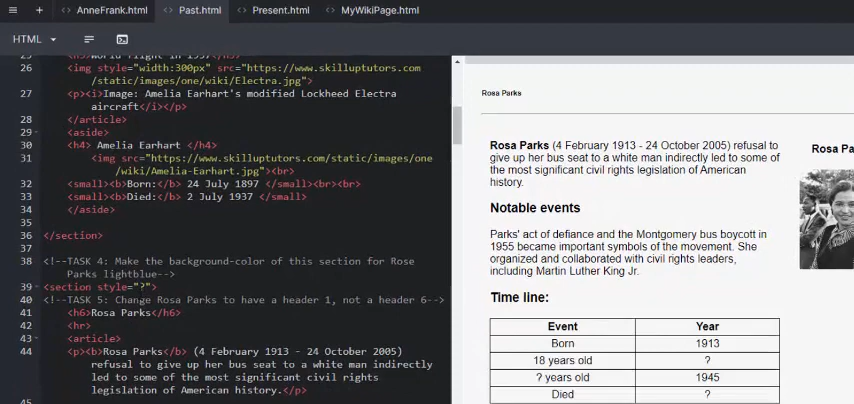 AnneFrank.html Past.html Present.html MyWikiPage.html
HTML
26 <img style="width:300px" src="https://www.skilluptutors.com
/static/images/one/wiki/Electra.jpg">
27 <p><i>Image: Amelia Earhart's modified Lockheed Electra
aircraft</i></p>
28 </article>
29 <aside>
30 <h4> Amelia Earhart </h4>
31 <img src="https://www.skilluptutors.com/static/images/one
/wiki/Amelia-Earhart.jpg"><br>
32 <small><b>Born:</b> 24 July 1897 </small><br><br>
33 <small><b>Died:</b> 2 July 1937 </small>
34 </aside>
35
36 </section>
37
38 <!--TASK 4: Make the background-color of this section for Rose
Parks lightblue-->
39 <section style="?">
40 <!--TASK 5: Change Rosa Parks to have a header 1, not a header 6-->
41 <h6>Rosa Parks</h6>
42 <hr>
43 <article>
44 <p><b>Rosa Parks</b> (4 February 1913 - 24 October 2005)
refusal to give up her bus seat to a white man indirectly
led to some of the most significant civil rights
legislation of American history.</p>
Rosa Parks
Rosa Parks (4 February 1913 - 24 October 2005) refusal to
give up her bus seat to a white man indirectly led to some of
the most significant civil rights legislation of American
history.
Rosa Pa
Notable events
Parks' act of defiance and the Montgomery bus boycott in
1955 became important symbols of the movement. She
organized and collaborated with civil rights leaders,
including Martin Luther King Jr.
Time line:
Event Year
Born 1913
18 years old ?
? years old 1945
Died ?